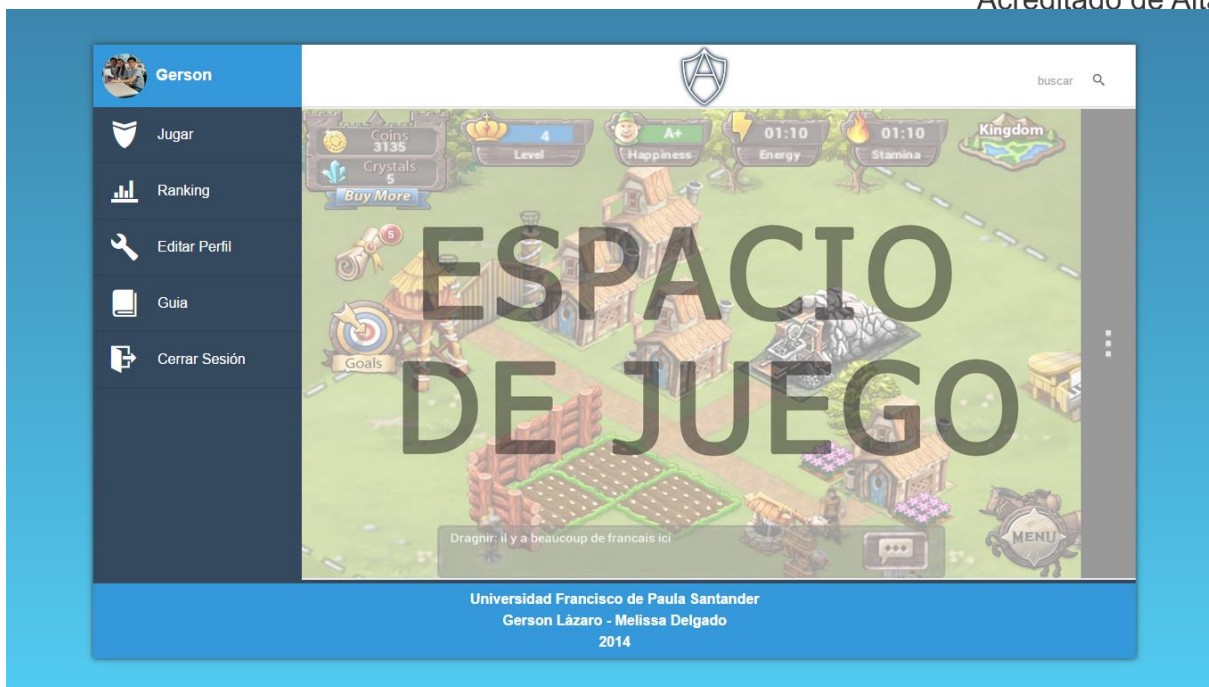 Acreditado de Alta
Gerson
buscar
Jugar
Ranking
Editar Perfil
Guia
Cerrar Sesión
Coins
3135
Crystals
5
Buy More
4
Level
A+
Happiness
01:10
Energy
01:10
Stamina
Kingdom
5
Goals
ESPACIO
DE JUEGO
Dragnir: il y a beaucoup de francais ici
MENU
Universidad Francisco de Paula Santander
Gerson Lázaro - Melissa Delgado
2014